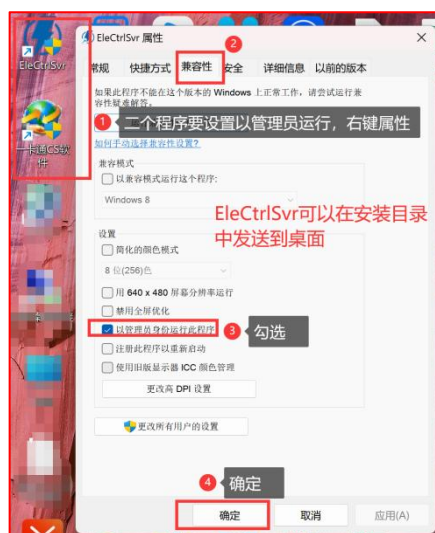 EleCtrlSvr
一卡通CS软
件
EleCtrlSvr 属性
2
常规 快捷方式 兼容性 安全 详细信息 以前的版本
如果此程序不能在这个版本的 Windows 上正常工作，请尝试运行兼
容性疑难解答。
1 二个程序要设置以管理员运行，右键属性
如何手动选择兼容性设置?
兼容模式
以兼容模式运行这个程序:
Windows 8
EleCtrlSvr可以在安装目录
中发送到桌面
设置
简化的颜色模式
8 位(256)色
用 640 x 480 屏幕分辨率运行
禁用全屏优化
以管理员身份运行此程序
3 勾选
注册此程序以重新启动
使用旧版显示器 ICC 颜色管理
更改高 DPI 设置
更改所有用户的设置
4 确定
确定 取消 应用(A)